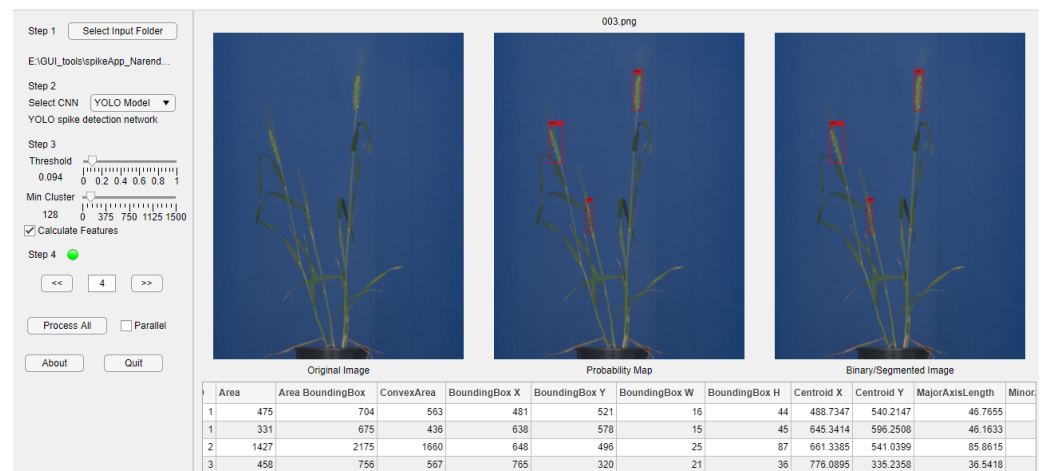 003.png
Step 1 Select Input Folder
E:\GUI_tools\spikeApp_Narend...
Step 2
Select CNN YOLO Model
YOLO spike detection network
Step 3
Threshold
0.094 0 0.2 0.4 0.6 0.8 1
Min Cluster
128 0 375 750 1125 1500
Calculate Features
Step 4
<< 4 >>
Process All Parallel
About Quit
Original Image Probability Map Binary/Segmented Image
Area Area BoundingBox ConvexArea BoundingBox X BoundingBox Y BoundingBox W BoundingBox H Centroid X Centroid Y MajorAxisLength Minor
1 475 704 563 481 521 16 44 488.7347 540.2147 46.7655
1 331 675 436 638 578 15 45 645.3414 596.2508 46.1633
2 1427 2175 1660 648 496 25 87 661.3385 541.0399 85.8615
3 458 756 567 765 320 21 36 776.0895 335.2358 36.5418